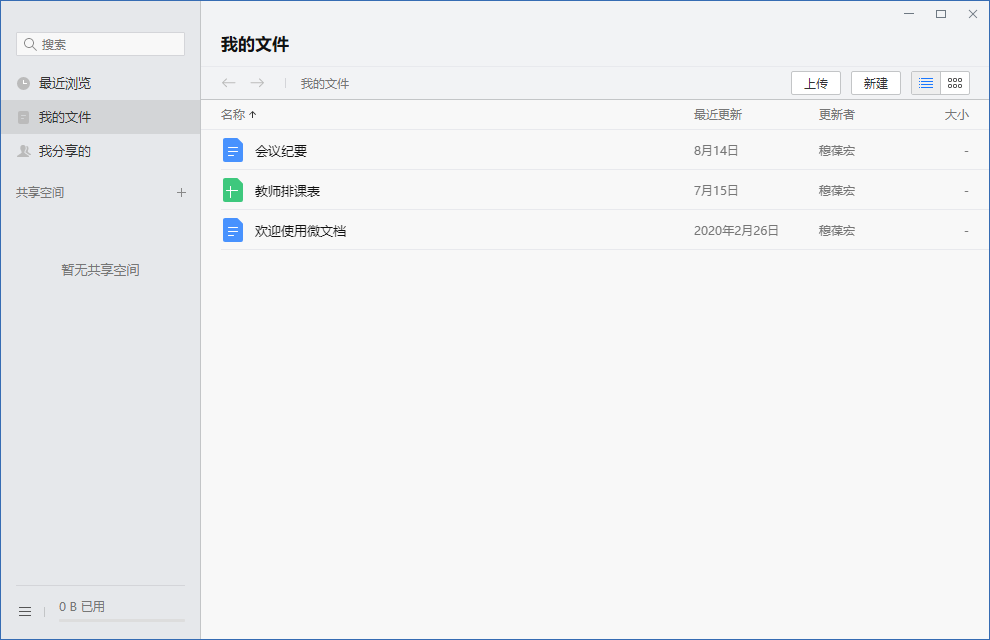 搜索
最近浏览
我的文件
我分享的
共享空间
暂无共享空间
0 B 已用
我的文件
我的文件
上传 新建
名称 最近更新 更新者 大小
会议纪要 8月14日 穆葆宏 -
教师排课表 7月15日 穆葆宏 -
欢迎使用微文档 2020年2月26日 穆葆宏 -